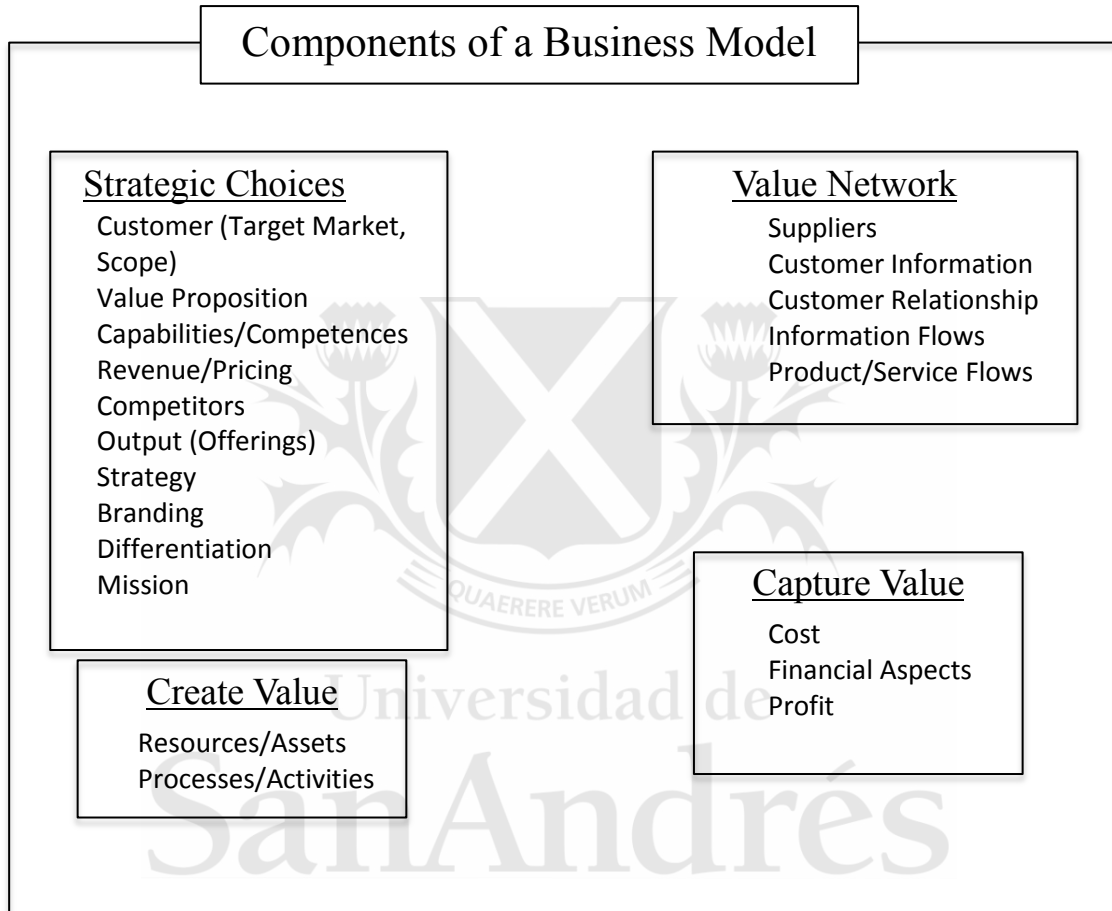 Components of a Business Model
Strategic Choices
Customer (Target Market,
Scope)
Value Proposition
Capabilities/Competences
Revenue/Pricing
Competitors
Output (Offerings)
Strategy
Branding
Differentiation
Mission
Value Network
Suppliers
Customer Information
Customer Relationship
Information Flows
Product/Service Flows
Create Value
Resources/Assets
Processes/Activities
Capture Value
Cost
Financial Aspects
Profit
QUAERERE VERUM
Universidad de
SanAndrés